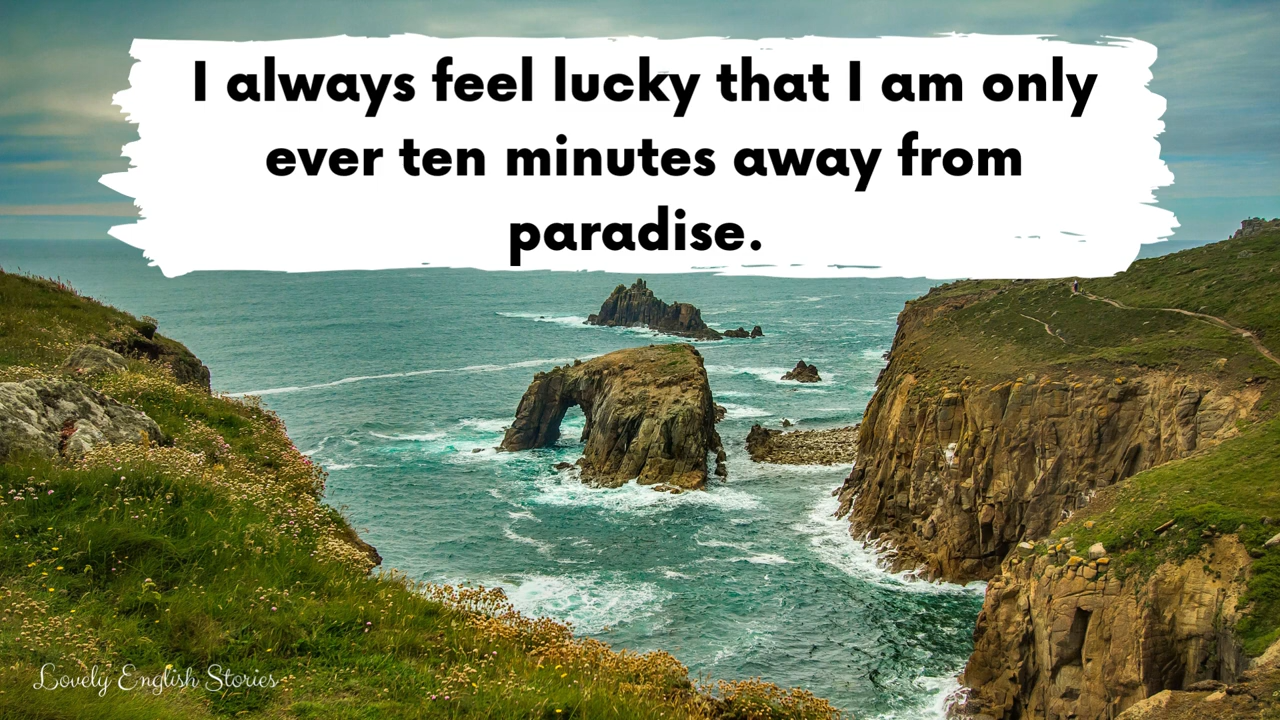 I always feel lucky that I am only
ever ten minutes away from
paradise.
Lovely English Stories